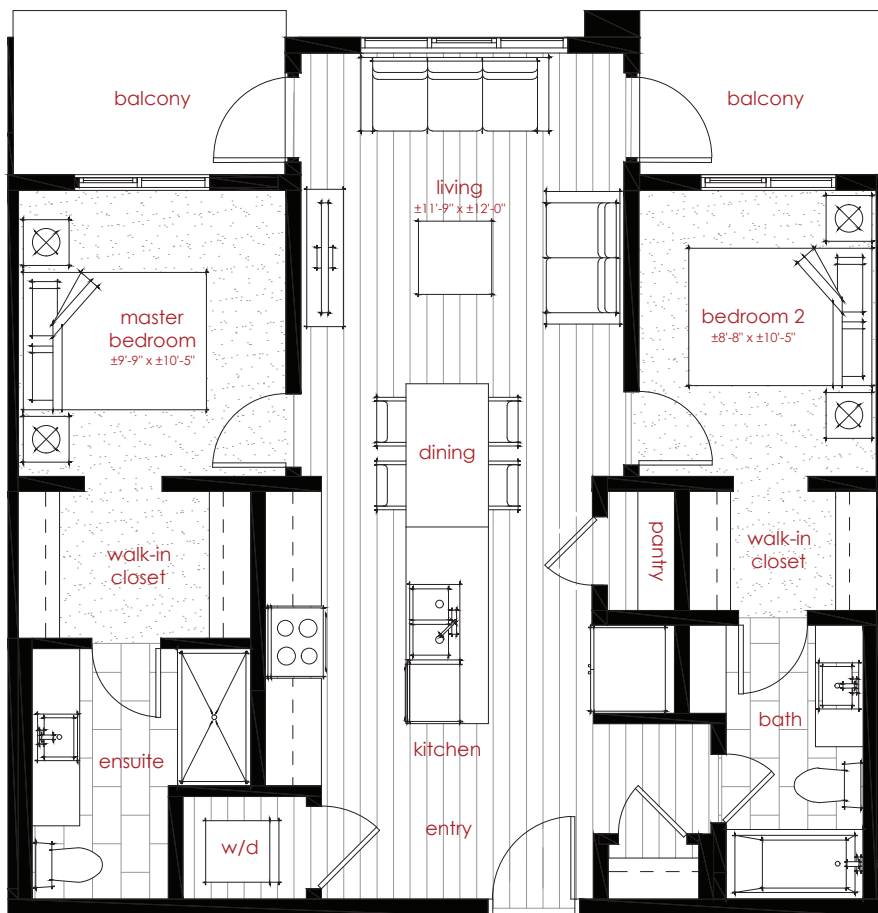 balcony
balcony
living
±11'-9" x ±12'-0"
master
bedroom
±9'-9" x ±10'-5"
bedroom 2
±8'-8" x ±10'-5"
dining
walk-in
closet
pantry
walk-in
closet
bath
kitchen
ensuite
entry
w/d